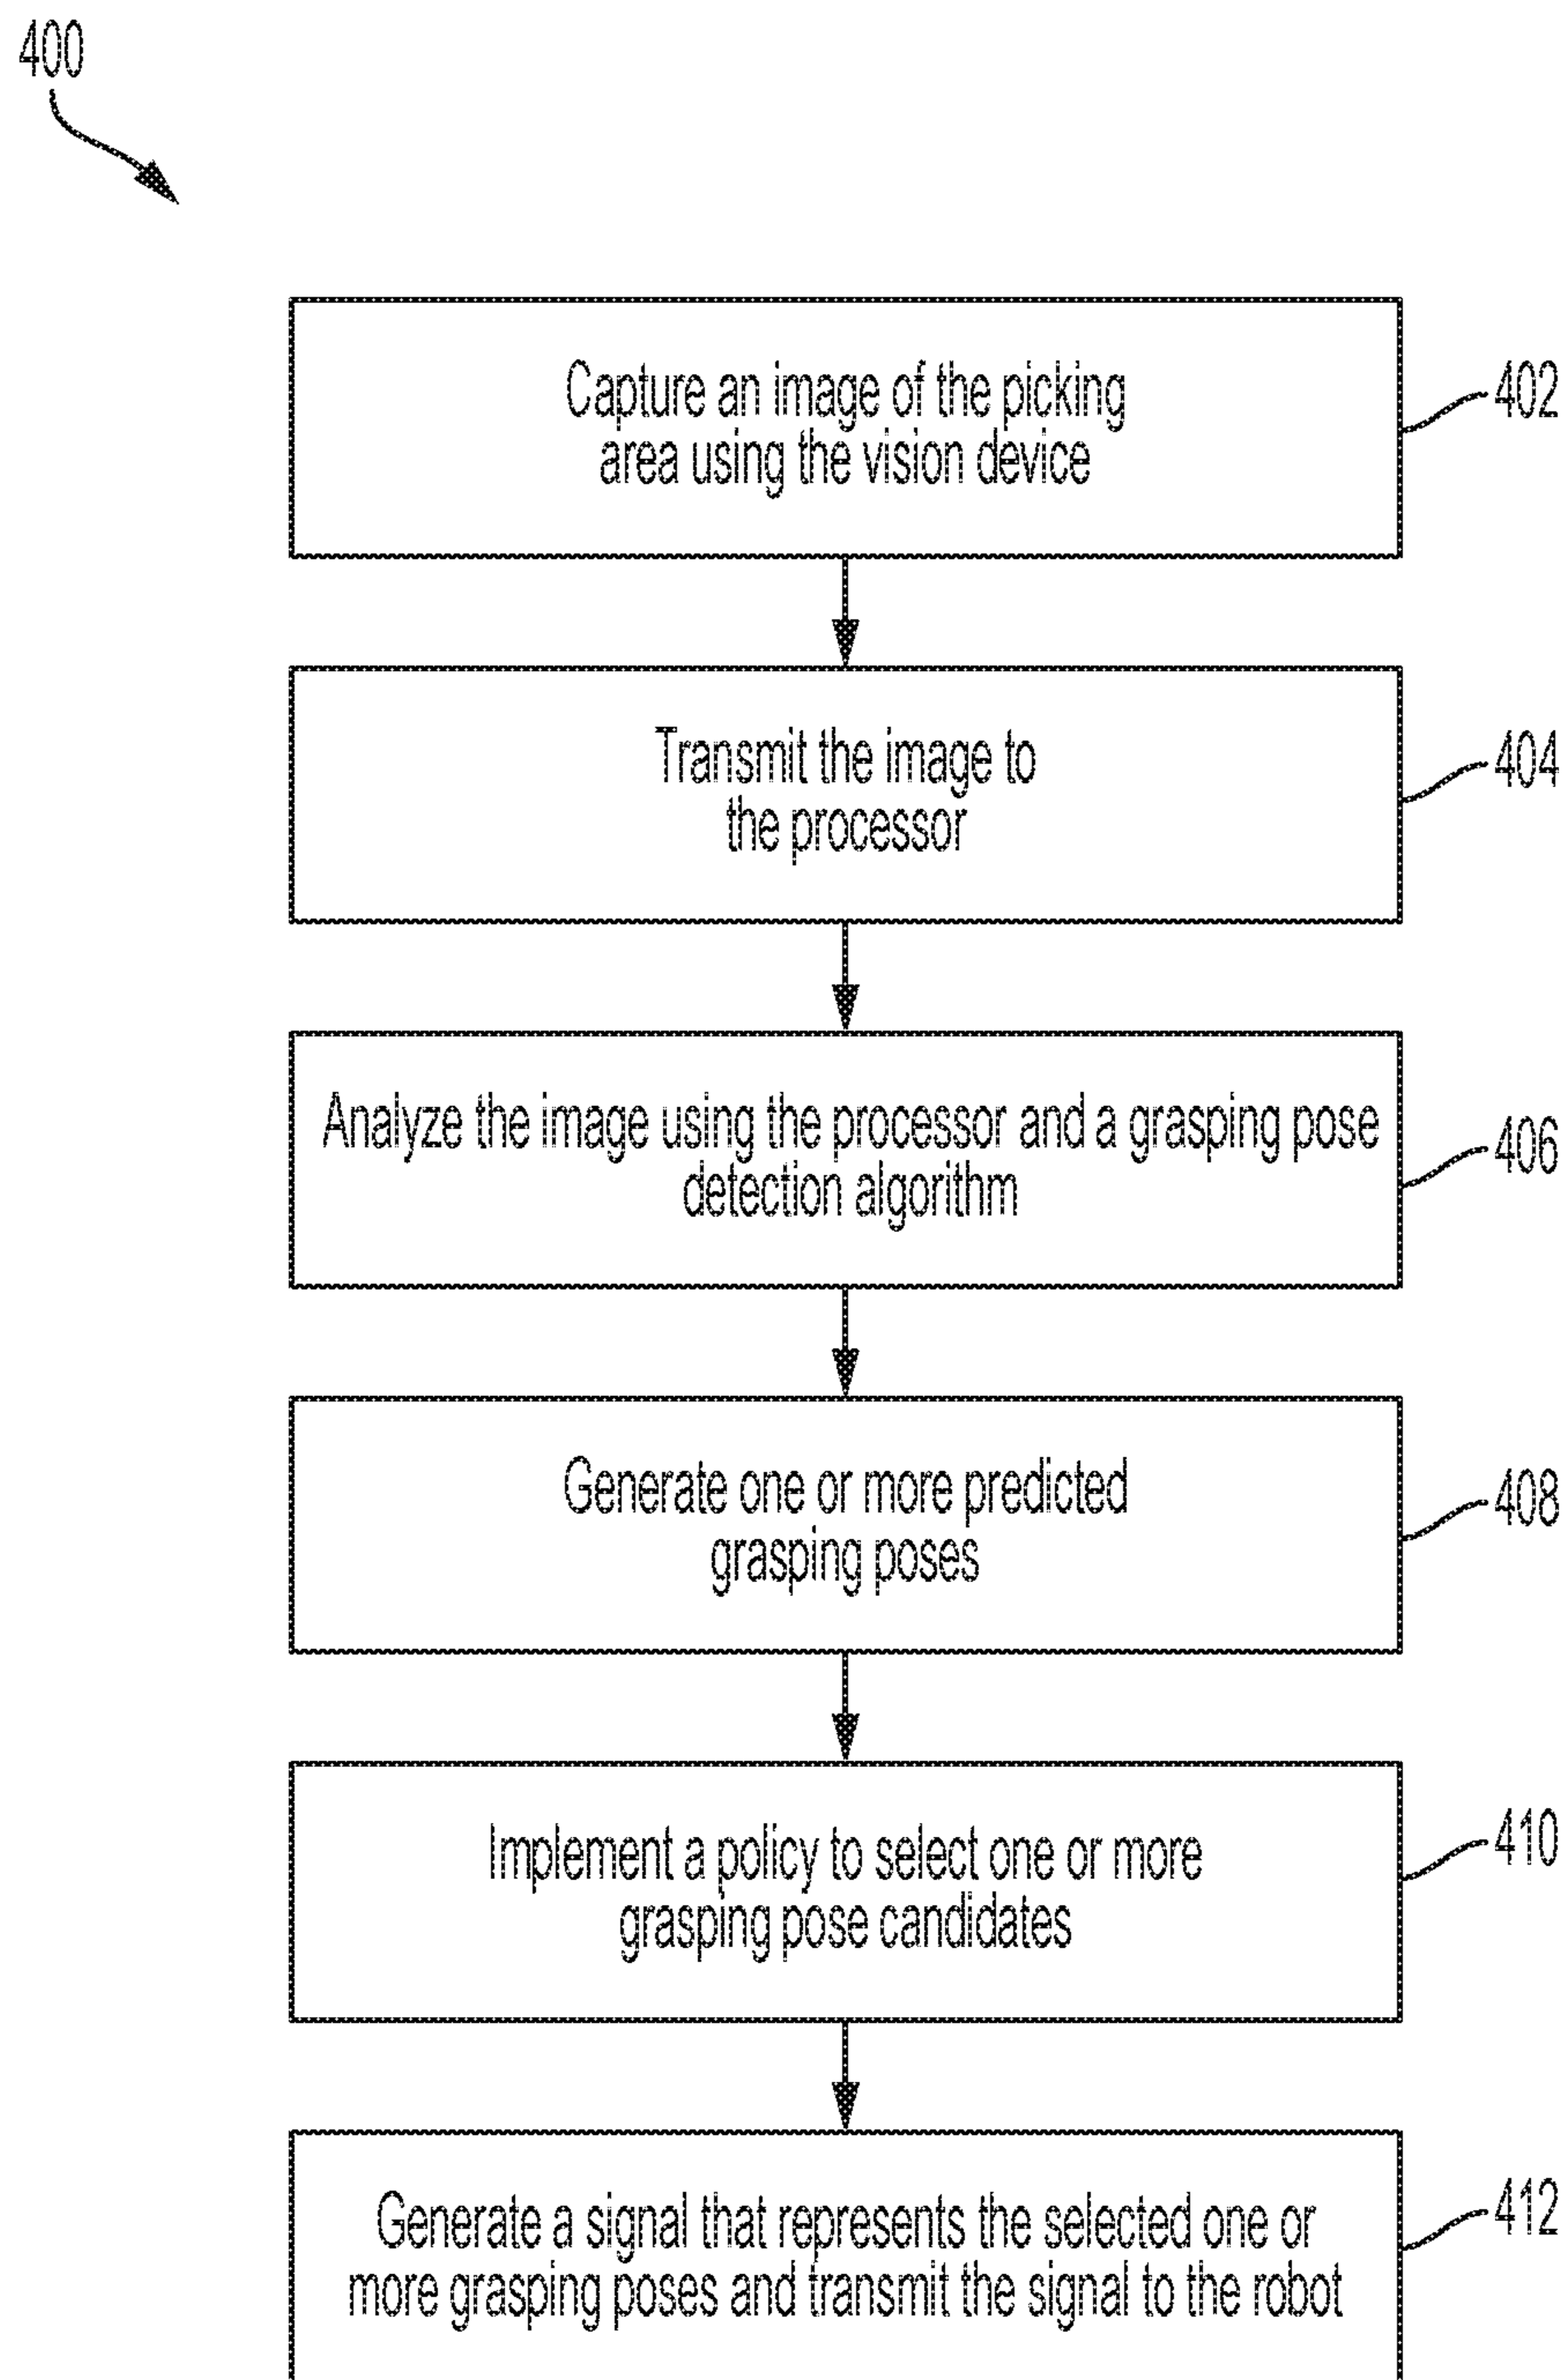 400
Capture an image of the picking
area using the vision device
402
Transmit the image to
the processor
404
Analyze the image using the processor and a grasping pose
detection algorithm
406
Generate one or more predicted
grasping poses
408
Implement a policy to select one or more
grasping pose candidates
410
Generate a signal that represents the selected one or
more grasping poses and transmit the signal to the robot
412